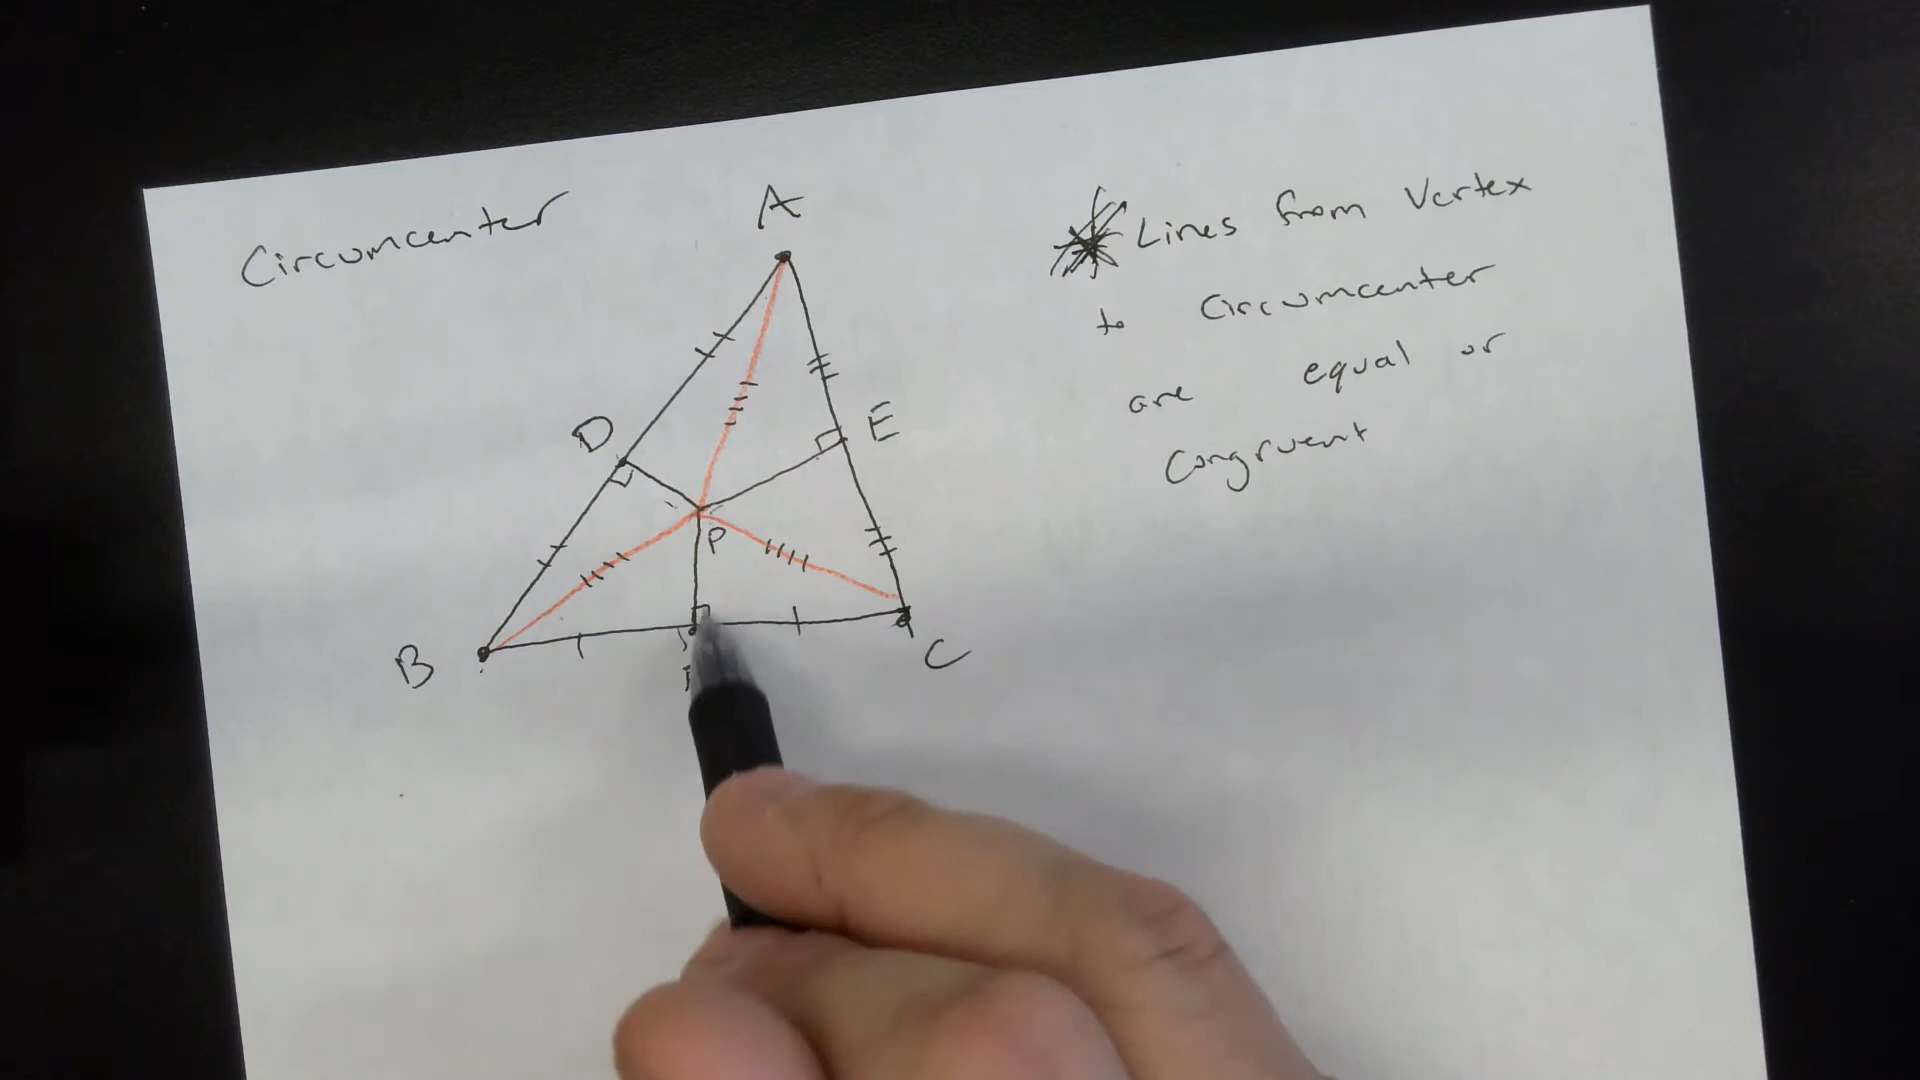 Circumcenter
A
Lines from Vertex
to Circumcenter
are equal or
Congruent
D
E
P
B
C